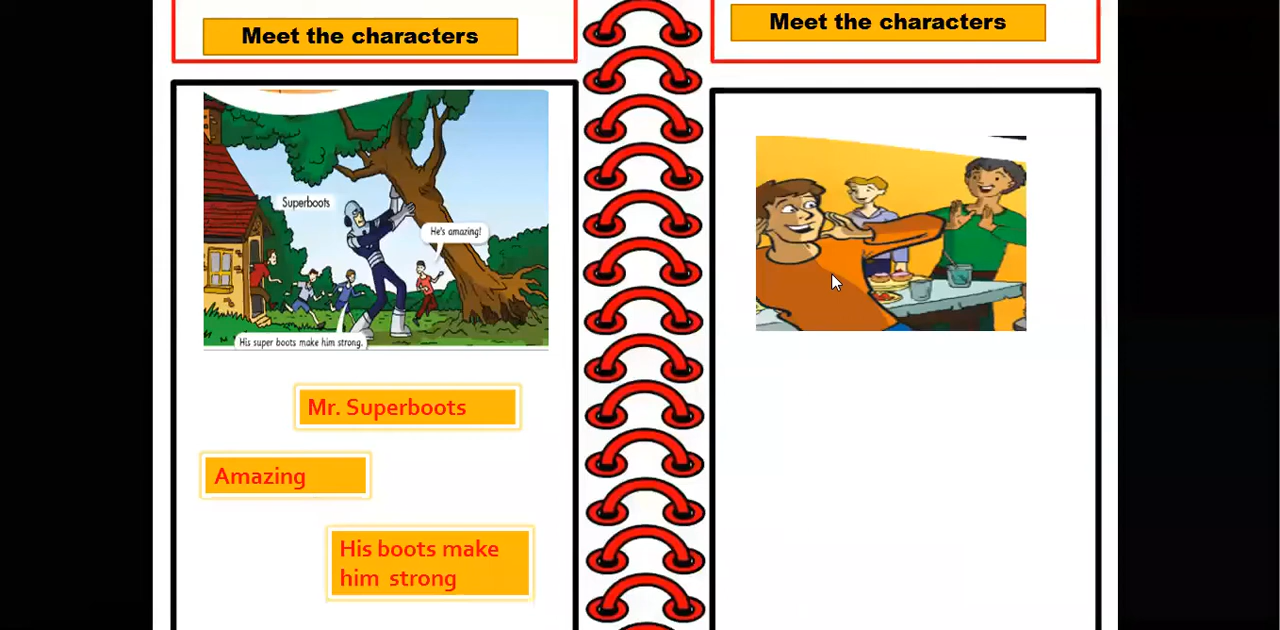 Meet the characters
Superboots
He's amazing!
His super boots make him strong.
Mr. Superboots
Amazing
His boots make
him strong
Meet the characters